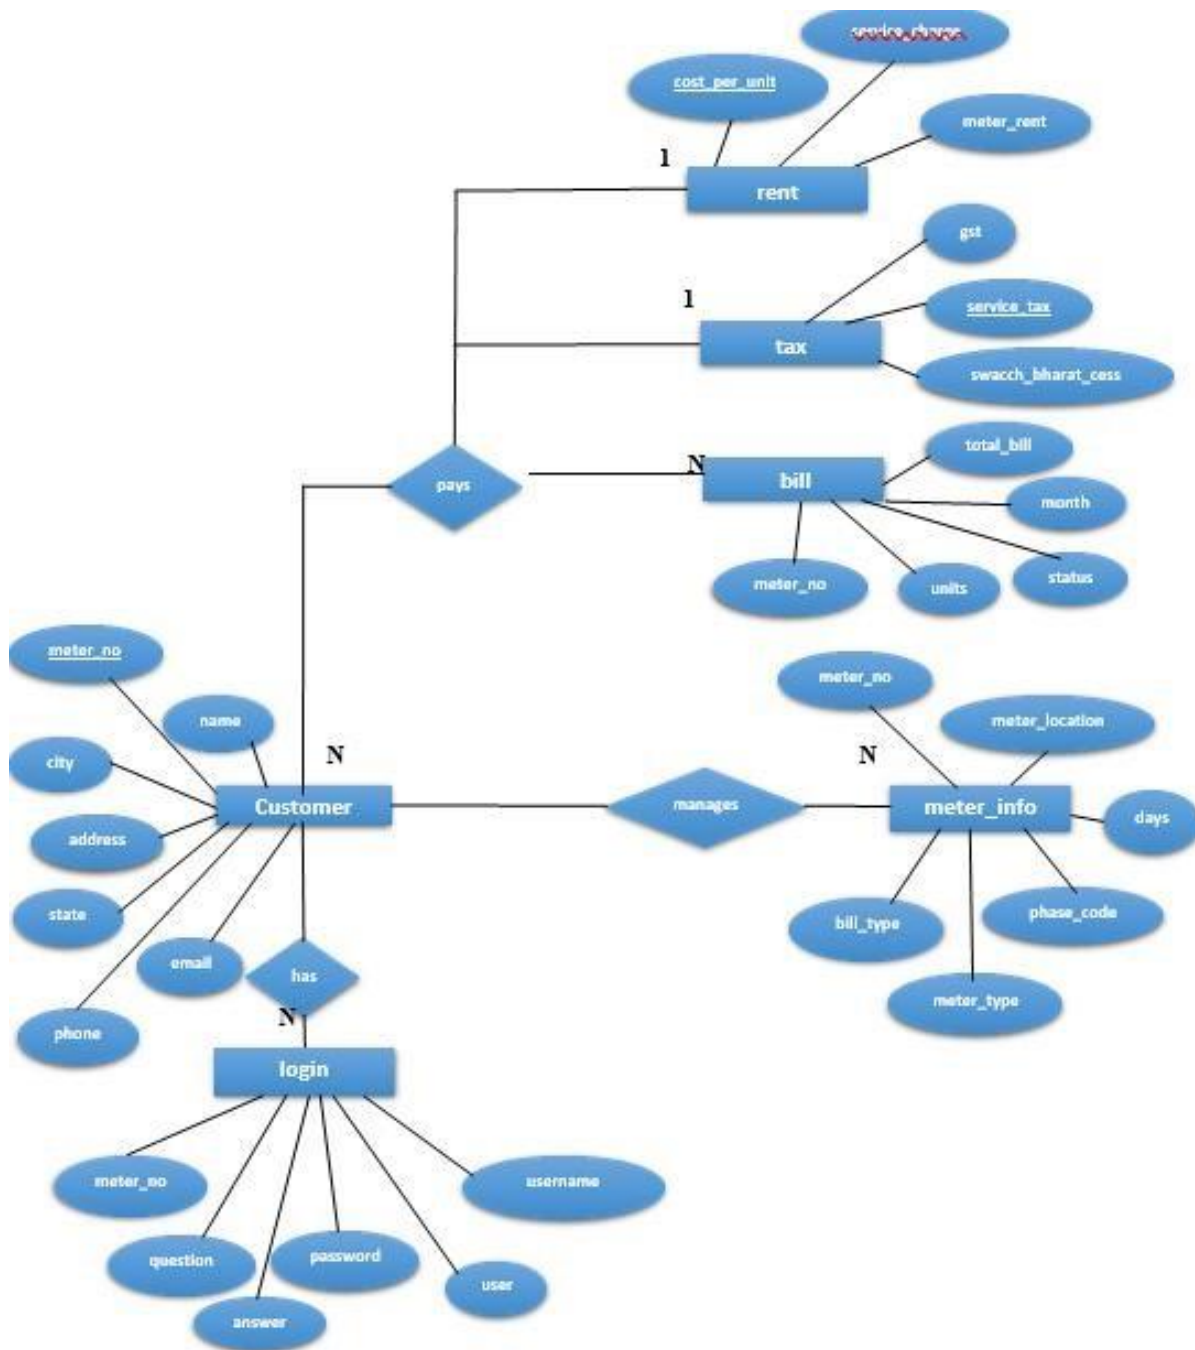 service_charge
cost_per_unit
meter_rent
1
rent
gst
1
service_tax
tax
swacch_bharat_cess
total_bill
N
bill
pays
month
meter_no
units
status
meter_no
meter_no
name
meter_location
city
N
N
Customer
manages
meter_info
days
address
state
bill_type
phase_code
email
has
meter_type
phone
N
login
meter_no
username
question
password
user
answer